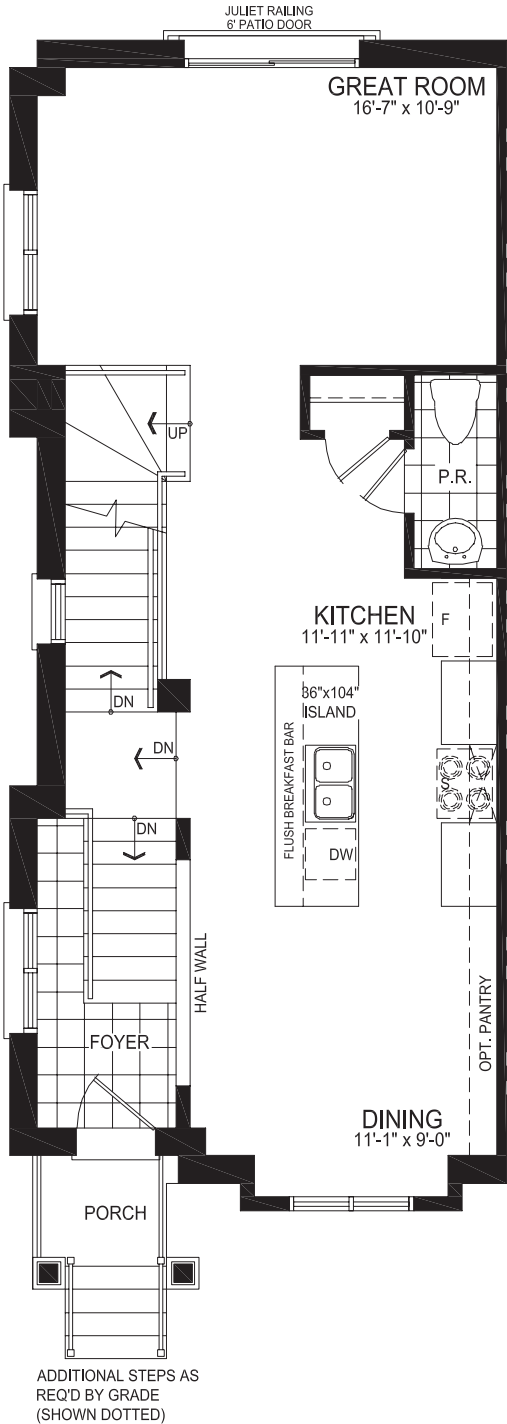 JULIET RAILING
6' PATIO DOOR
GREAT ROOM
16'-7" x 10'-9"
UP
P.R.
KITCHEN
11'-11" x 11'-10"
F
36"x104"
ISLAND
DN
DN
FLUSH BREAKFAST BAR
S
DN
DW
HALF WALL
OPT. PANTRY
FOYER
DINING
11'-1" x 9'-0"
PORCH
ADDITIONAL STEPS AS
REQ'D BY GRADE
(SHOWN DOTTED)